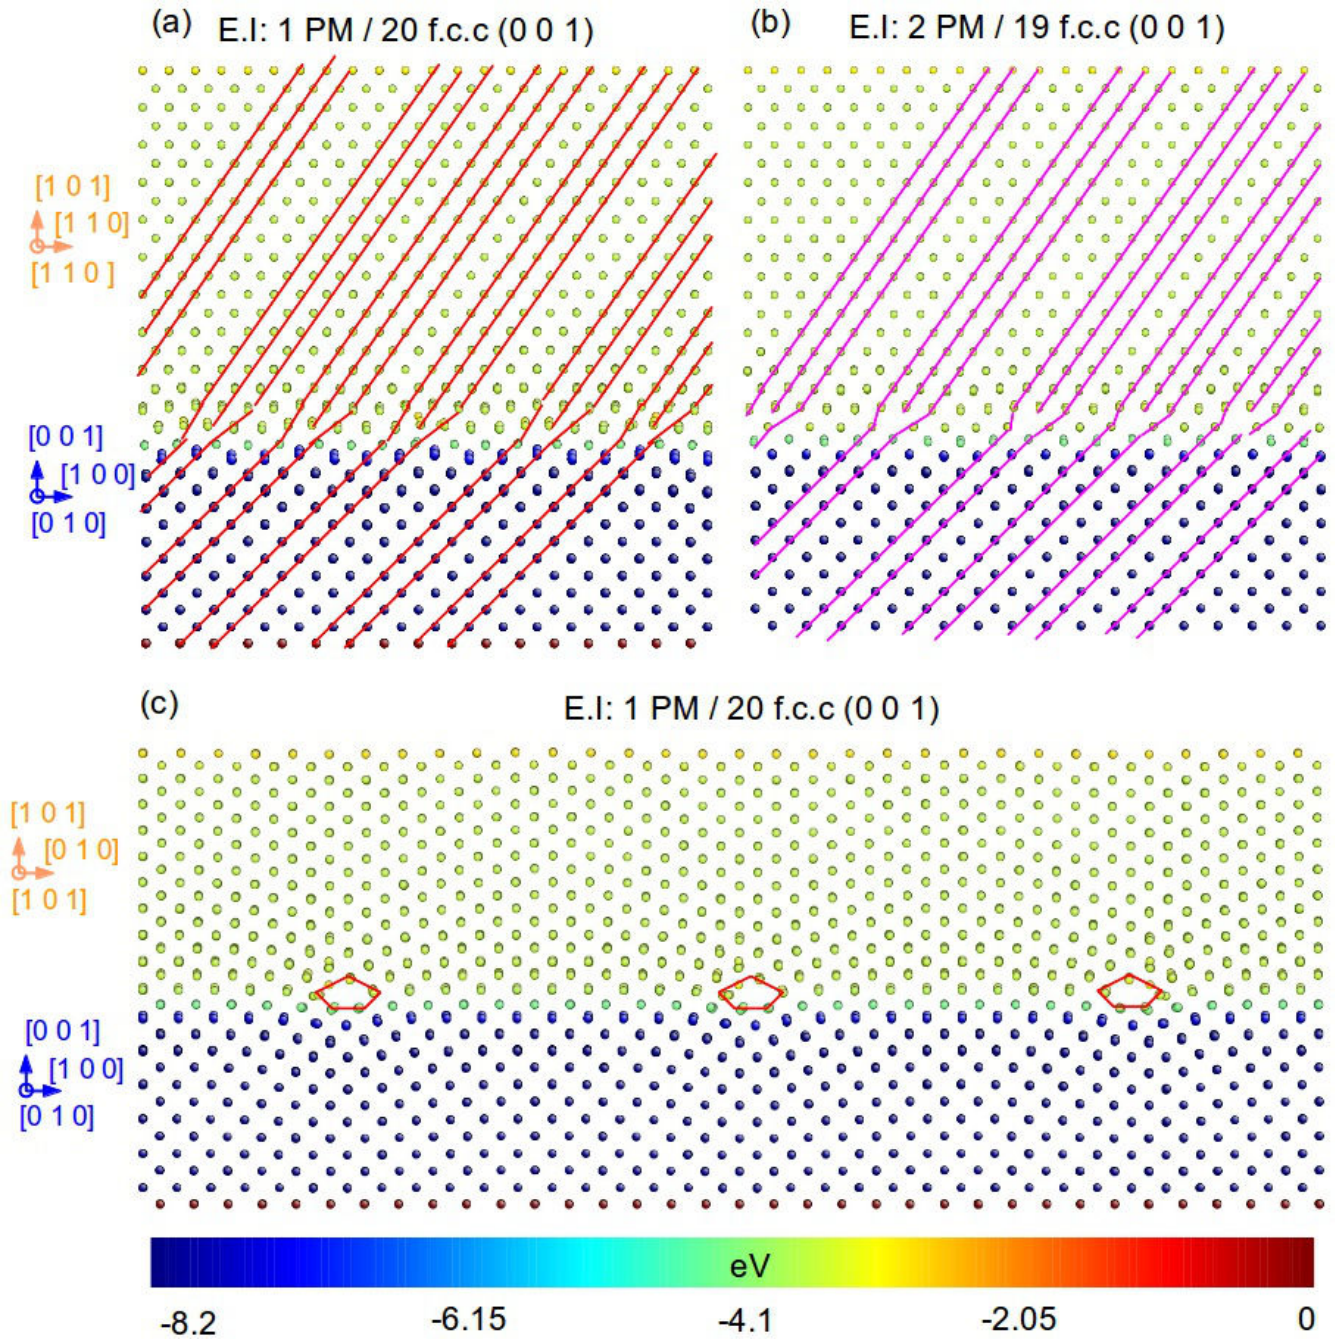 (a) E.I: 1 PM / 20 f.c.c (0 0 1)
(b) E.I: 2 PM / 19 f.c.c (0 0 1)
[1 0 1]
[1 1 0]
[1 1 0 ]
[0 0 1]
[1 0 0]
[0 1 0]
(c) E.I: 1 PM / 20 f.c.c (0 0 1)
[1 0 1]
[0 1 0]
[1 0 1]
[0 0 1]
[1 0 0]
[0 1 0]
eV
-8.2 -6.15 -4.1 -2.05 0